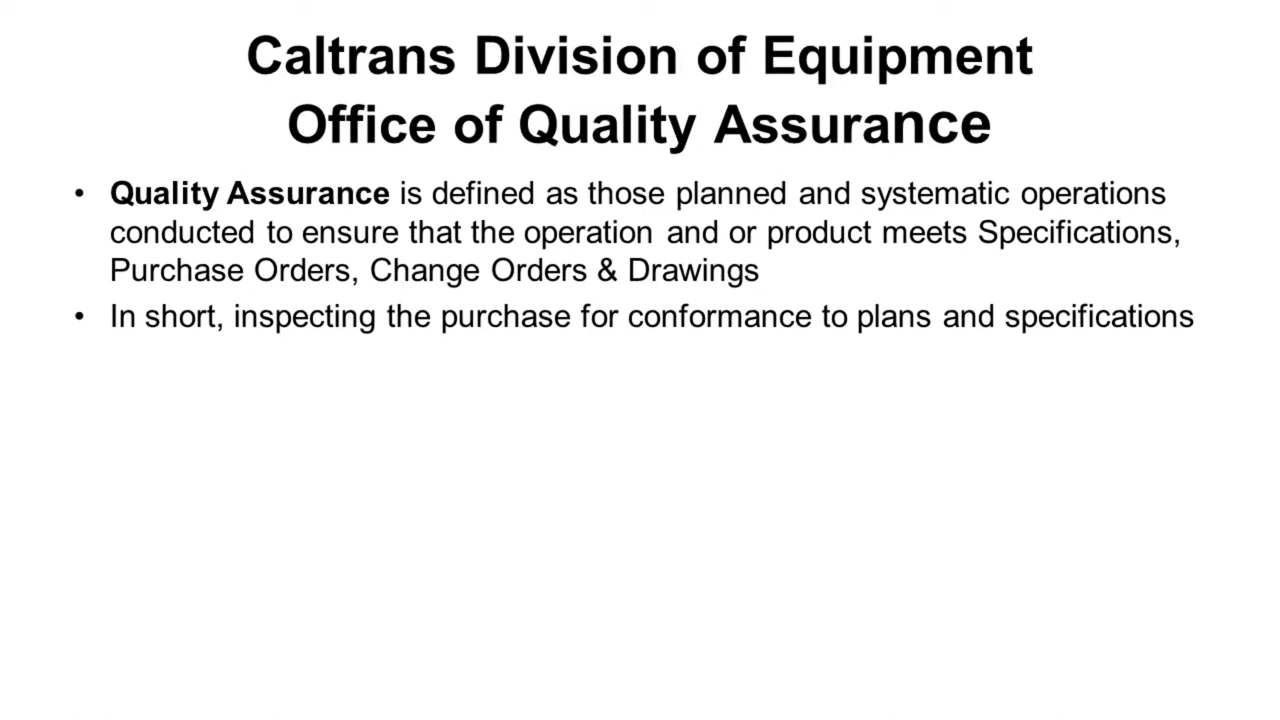 Caltrans Division of Equipment
Office of Quality Assurance
• Quality Assurance is defined as those planned and systematic operations
conducted to ensure that the operation and or product meets Specifications,
Purchase Orders, Change Orders & Drawings
• In short, inspecting the purchase for conformance to plans and specifications